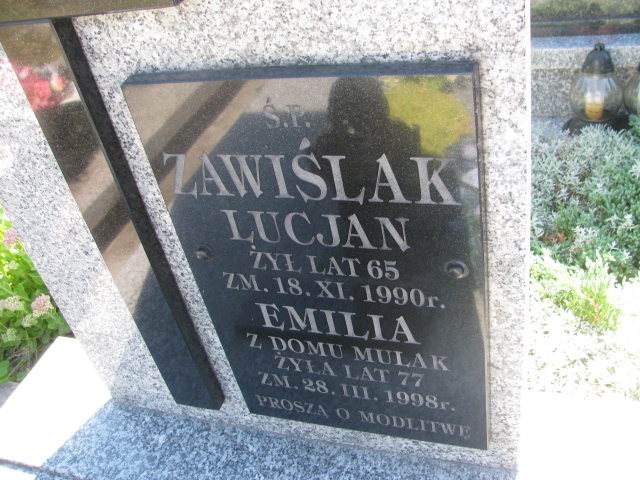 Ś.P.
ZAWIŚLAK
LUCJAN
ŻYŁ LAT 65
ZM. 18. XI. 1990r.
EMILIA
Z DOMU MULAK
ŻYŁA LAT 77
ZM. 28. III. 1998r.
PROSZĄ O MODLITWĘ